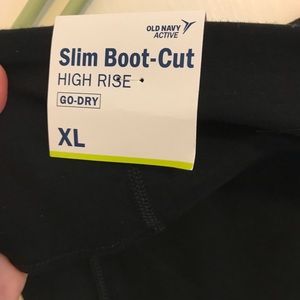 OLD NAVY
ACTIVE
Slim Boot-Cut
HIGH RISE
GO-DRY
XL